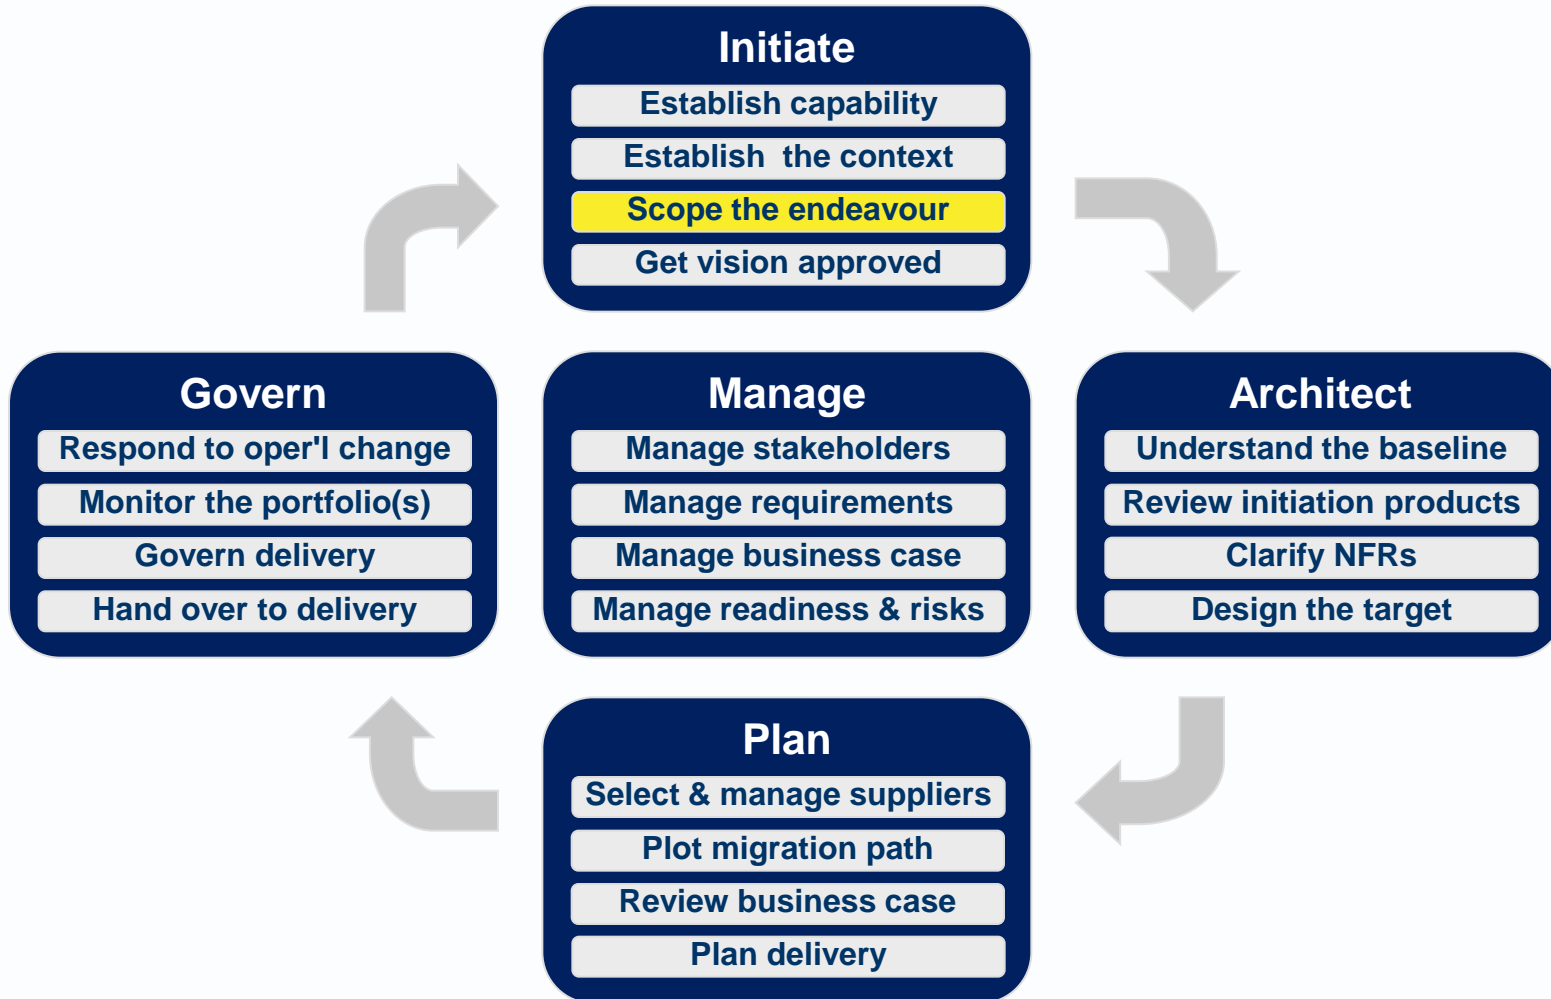 Initiate
Establish capability
Establish the context
Scope the endeavour
Get vision approved
Govern
Respond to oper'l change
Monitor the portfolio(s)
Govern delivery
Hand over to delivery
Manage
Manage stakeholders
Manage requirements
Manage business case
Manage readiness & risks
Architect
Understand the baseline
Review initiation products
Clarify NFRs
Design the target
Plan
Select & manage suppliers
Plot migration path
Review business case
Plan delivery